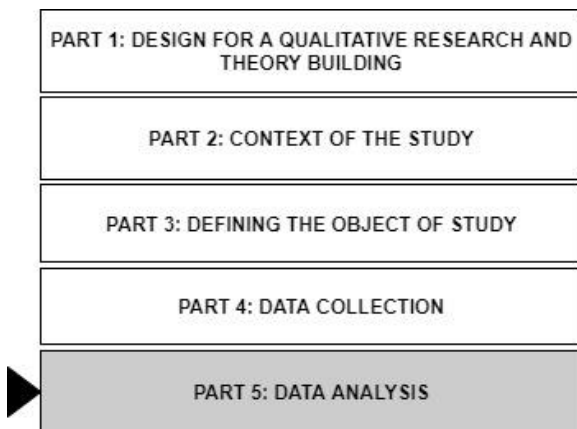 PART 1: DESIGN FOR A QUALITATIVE RESEARCH AND
THEORY BUILDING
PART 2: CONTEXT OF THE STUDY
PART 3: DEFINING THE OBJECT OF STUDY
PART 4: DATA COLLECTION
PART 5: DATA ANALYSIS